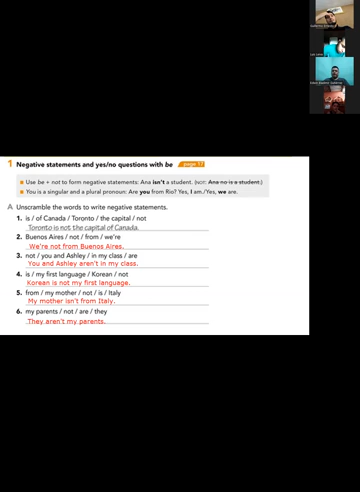 1 Negative statements and yes/no questions with be page 17
Use be + not to form negative statements: Ana isn't a student. (NOT: Ana no is a student.)
You is a singular and a plural pronoun: Are you from Rio? Yes, I am./Yes, we are.
A Unscramble the words to write negative statements.
1. is / of Canada / Toronto / the capital / not
Toronto is not the capital of Canada.
2. Buenos Aires / not / from / we're
We're not from Buenos Aires.
3. not / you and Ashley / in my class / are
You and Ashley aren't in my class.
4. is / my first language / Korean / not
Korean is not my first language.
5. from / my mother / not / is / Italy
My mother isn't from Italy.
6. my parents / not / are / they
They aren't my parents.